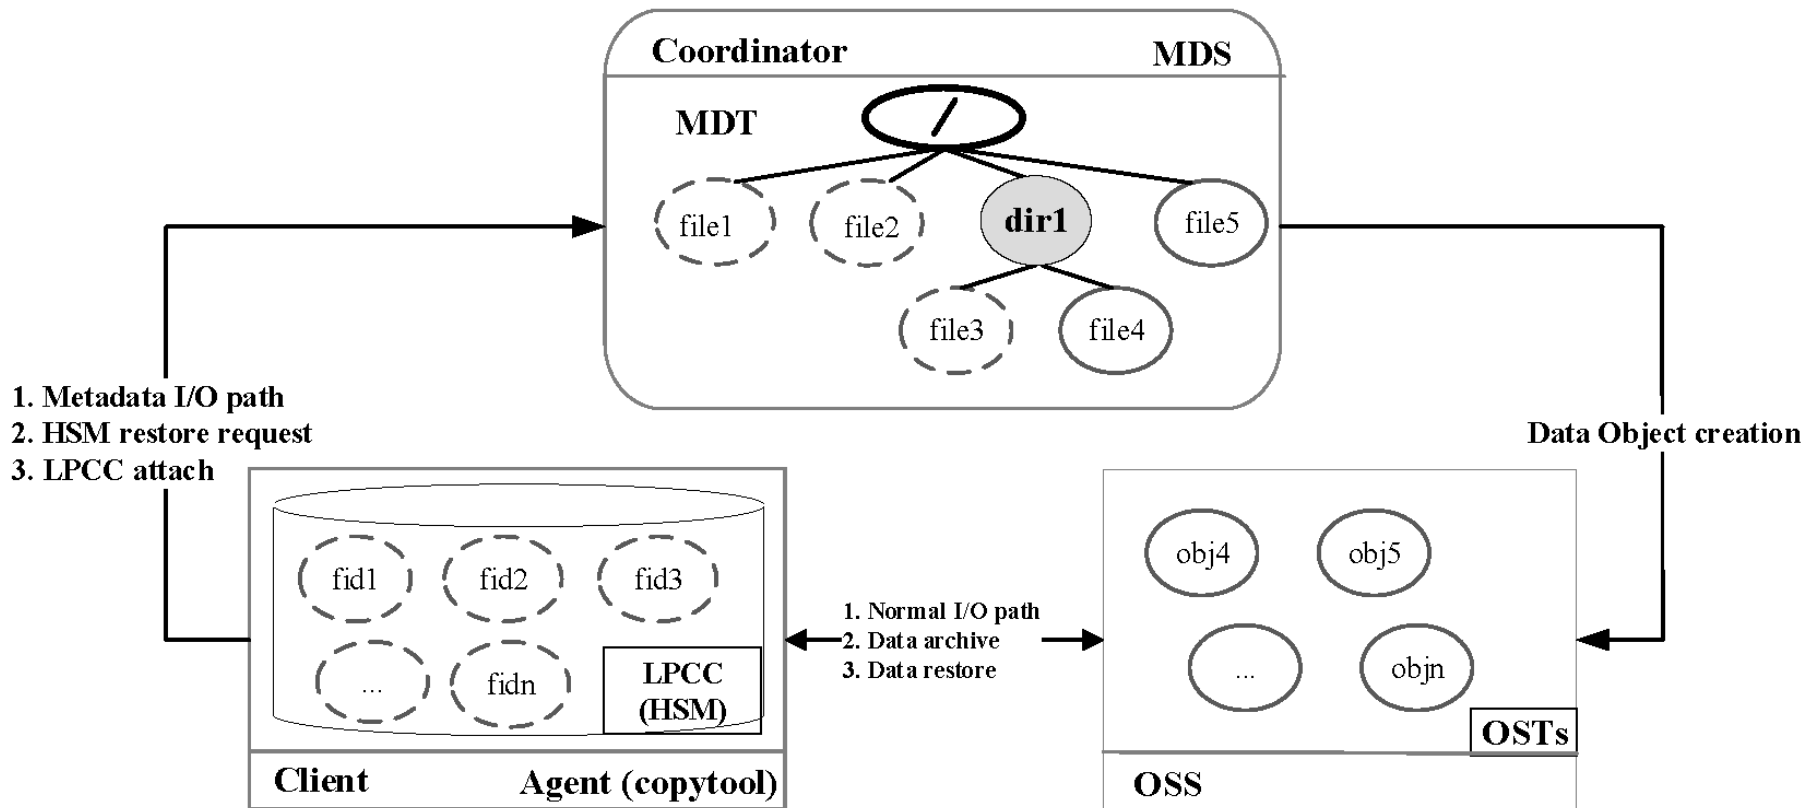 Coordinator
MDS
MDT
/
file1
file2
dir1
file5
file3
file4
1. Metadata I/O path
2. HSM restore request
3. LPCC attach
Data Object creation
fid1
fid2
fid3
...
fidn
LPCC
(HSM)
Client
Agent (copytool)
1. Normal I/O path
2. Data archive
3. Data restore
obj4
obj5
...
objn
OSTs
OSS